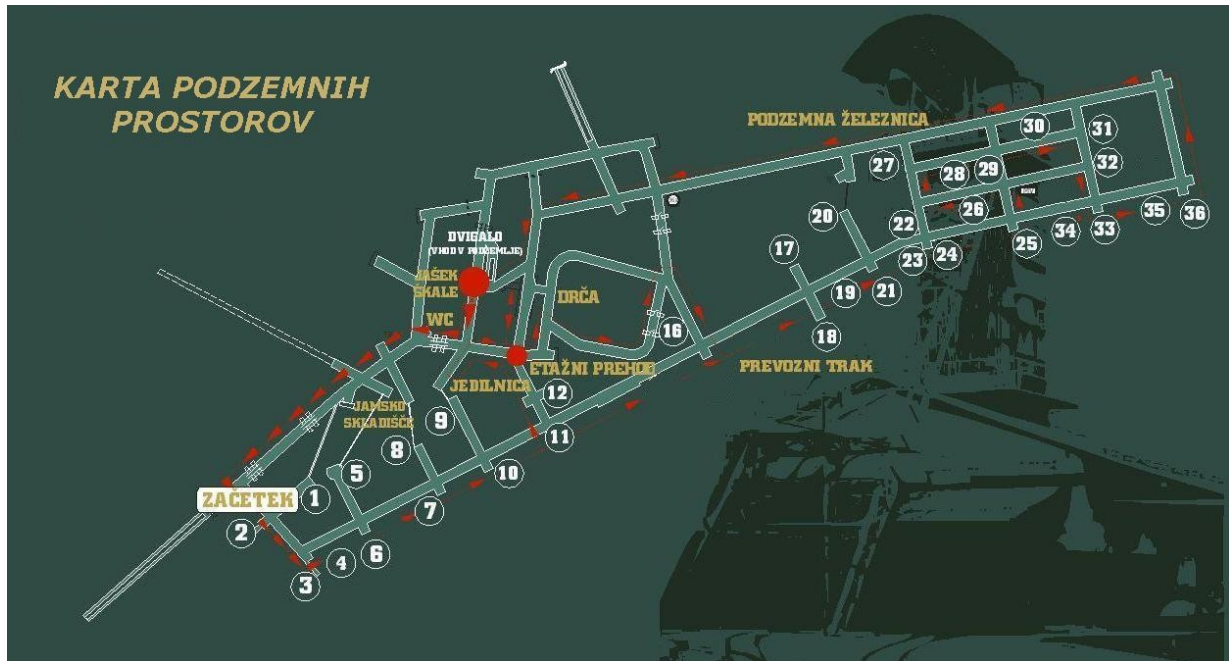 KARTA PODZEMNIH
PROSTOROV
PODZEMNA ŽELEZNICA
30
31
27
32
28
29
20
26
35
36
22
34
33
DVIGALO
(VHOD V PODZEMLJE)
25
17
23
24
JAŠEK
ŠKALE
19
21
DRČA
WC
16
18
ETAŽNI PREHOD
PREVOZNI TRAK
JEDILNICA
12
JAMSKO
SKLADIŠČE
9
11
8
5
10
ZAČETEK
1
7
2
6
4
3